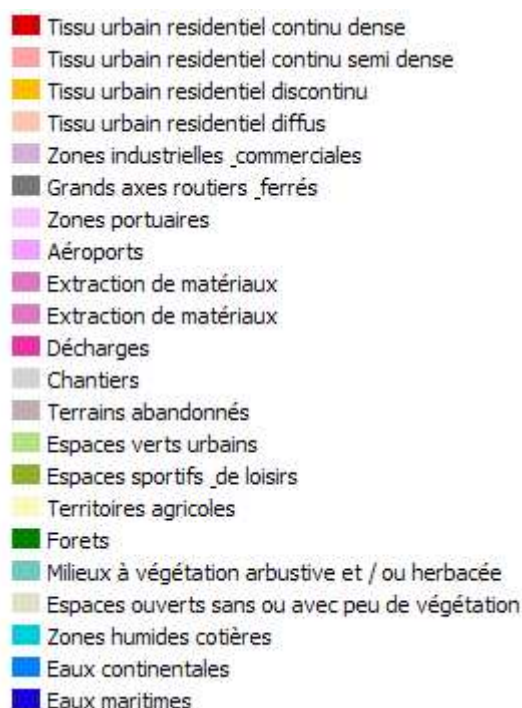 Tissu urbain residentiel continu dense
Tissu urbain residentiel continu semi dense
Tissu urbain residentiel discontinu
Tissu urbain residentiel diffus
Zones industrielles _commerciales
Grands axes routiers _ferrés
Zones portuaires
Aéroports
Extraction de matériaux
Extraction de matériaux
Décharges
Chantiers
Terrains abandonnés
Espaces verts urbains
Espaces sportifs _de loisirs
Territoires agricoles
Forets
Milieux à végétation arbustive et / ou herbacée
Espaces ouverts sans ou avec peu de végétation
Zones humides cotières
Eaux continentales
Eaux maritimes